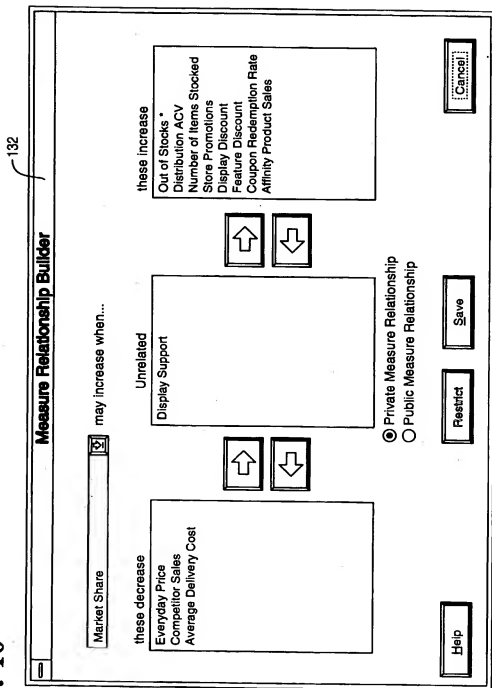 132
Measure Relationship Builder
Market Share may increase when...
these decrease
Everyday Price
Competitor Sales
Average Delivery Cost
Unrelated
Display Support
these increase
Out of Stocks *
Distribution ACV
Number of Items Stocked
Store Promotions
Display Discount
Feature Discount
Coupon Redemption Rate
Affinity Product Sales
Private Measure Relationship
Public Measure Relationship
Help
Restrict
Save
Cancel